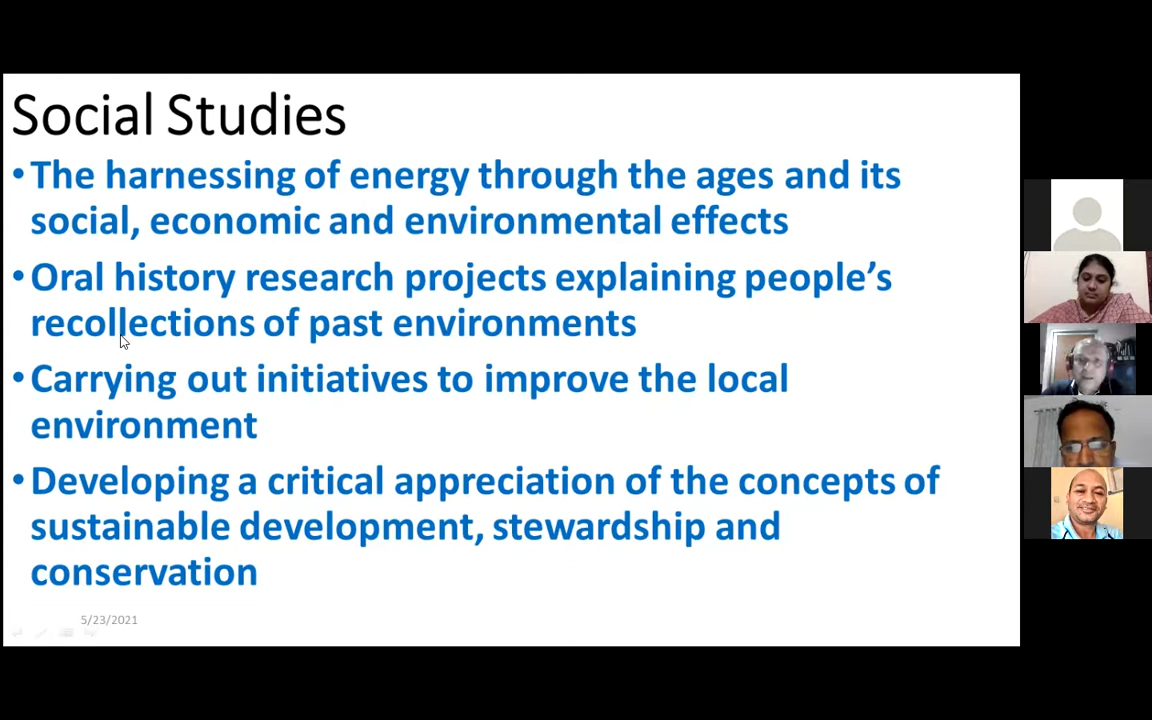 Social Studies
• The harnessing of energy through the ages and its
social, economic and environmental effects
• Oral history research projects explaining people’s
recollections of past environments
• Carrying out initiatives to improve the local
environment
• Developing a critical appreciation of the concepts of
sustainable development, stewardship and
conservation
5/23/2021